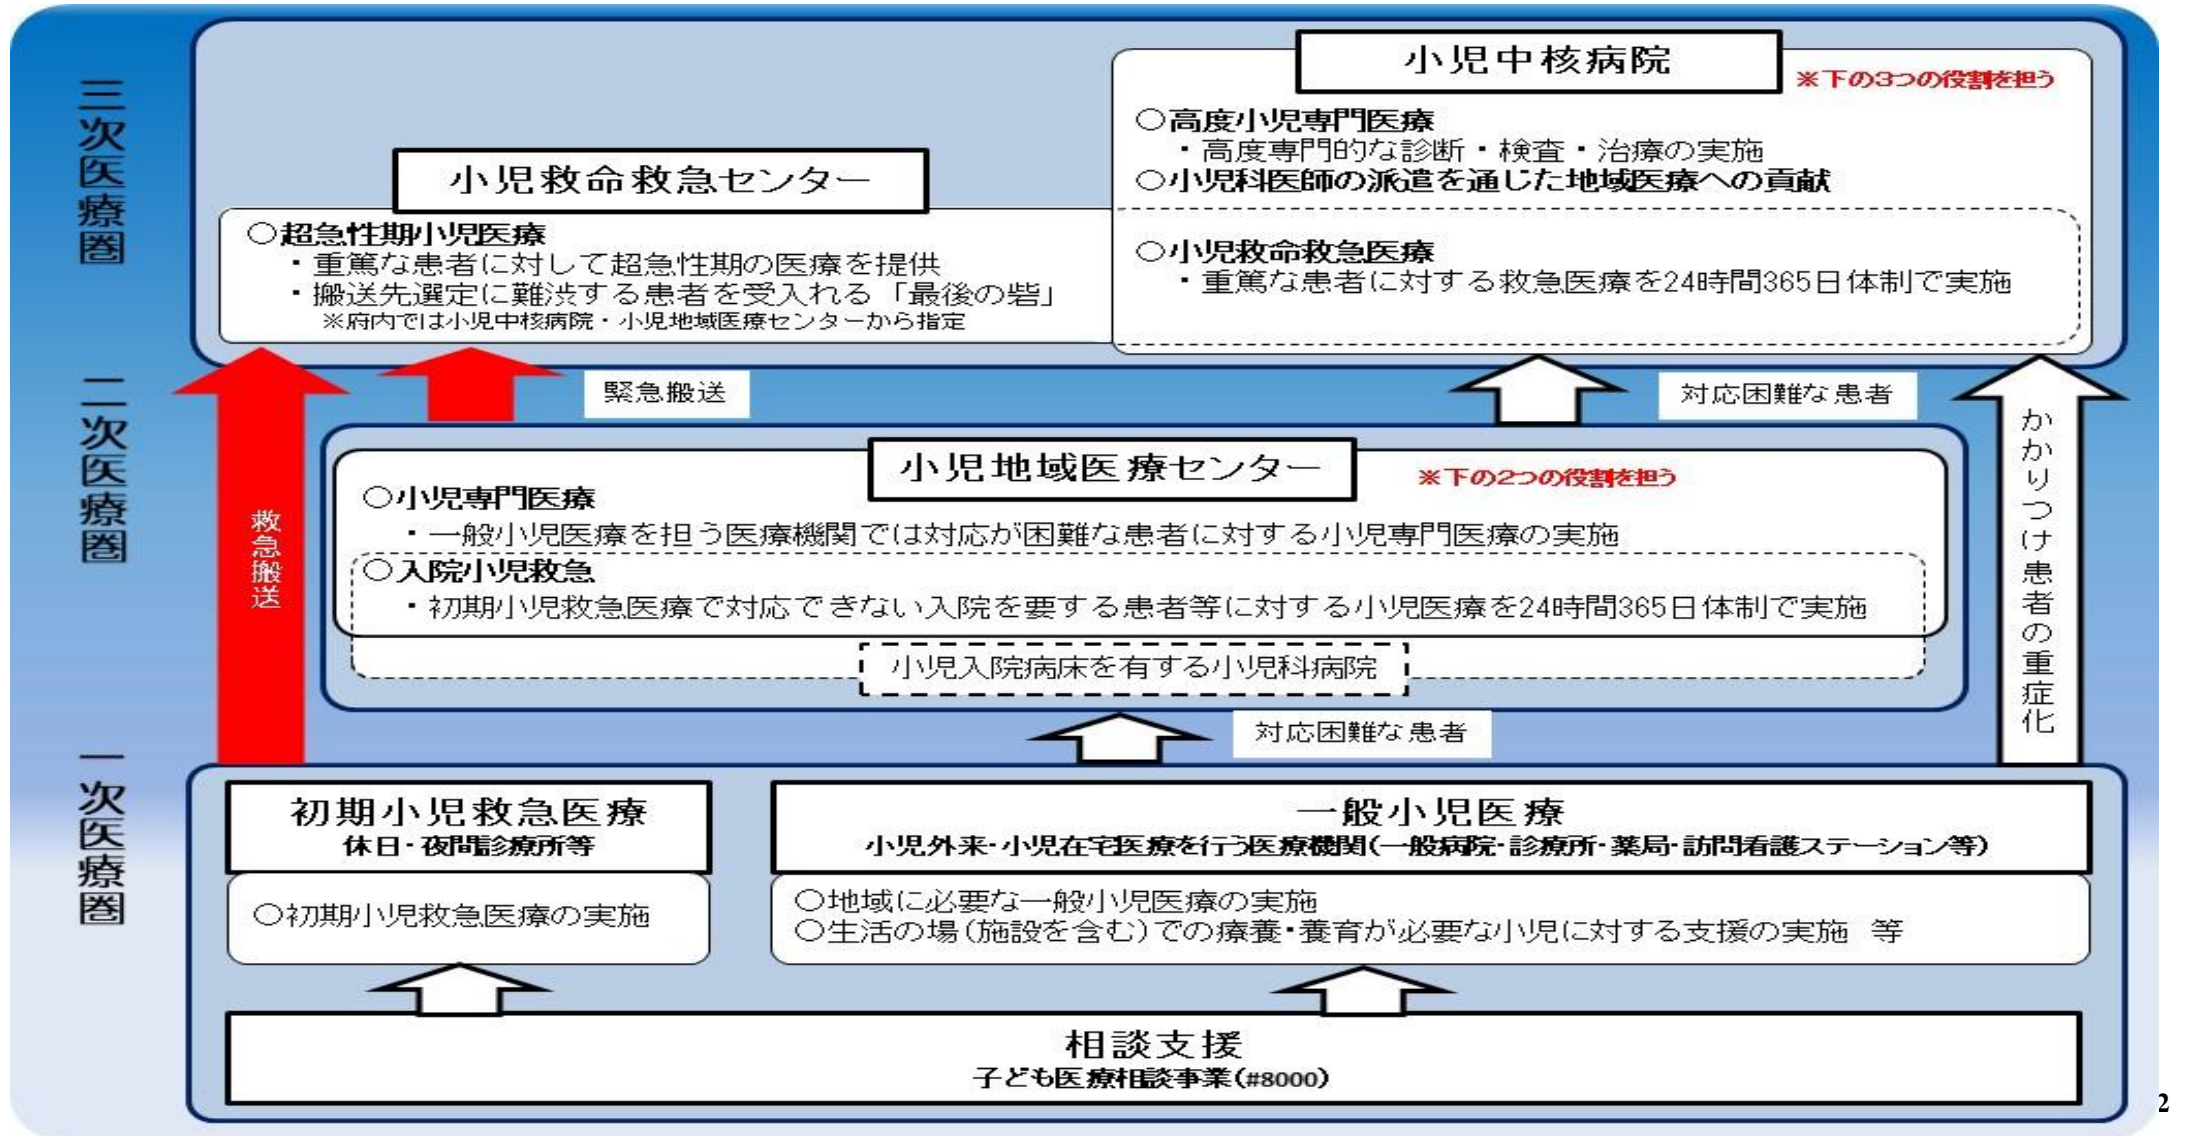 三次医療圏
小児中核病院
※下の3つの役割を担う
○高度小児専門医療
・高度専門的な診断・検査・治療の実施
○小児科医師の派遣を通じた地域医療への貢献
○小児救命救急医療
・重篤な患者に対する救急医療を24時間365日体制で実施
小児救命救急センター
○超急性期小児医療
・重篤な患者に対して超急性期の医療を提供
・搬送先選定に難渋する患者を受入れる「最後の砦」
※府内では小児中核病院・小児地域医療センターから指定
二次医療圏
緊急搬送
対応困難な患者
救急搬送
かかりつけ患者の重症化
小児地域医療センター
※下の2つの役割を担う
○小児専門医療
・一般小児医療を担う医療機関では対応が困難な患者に対する小児専門医療の実施
○入院小児救急
・初期小児救急医療で対応できない入院を要する患者等に対する小児医療を24時間365日体制で実施
小児入院病床を有する小児科病院
対応困難な患者
一次医療圏
初期小児救急医療
休日・夜間診療所等
○初期小児救急医療の実施
一般小児医療
小児外来・小児在宅医療を行う医療機関(一般病院・診療所・薬局・訪問看護ステーション等)
○地域に必要な一般小児医療の実施
○生活の場(施設を含む)での療養・養育が必要な小児に対する支援の実施 等
相談支援
子ども医療相談事業(#8000)
2